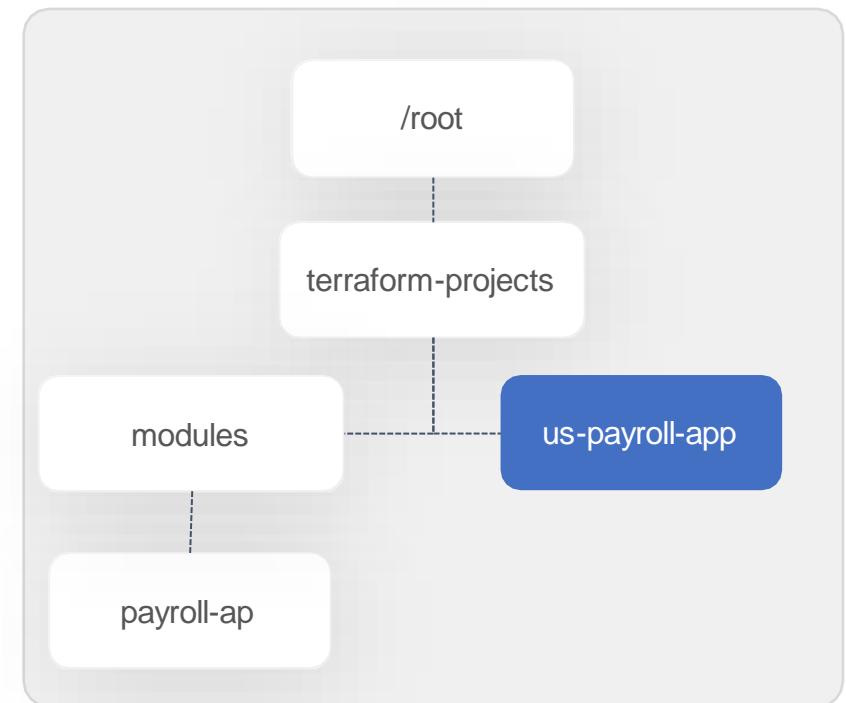 /root
terraform-projects
modules
us-payroll-app
payroll-ap